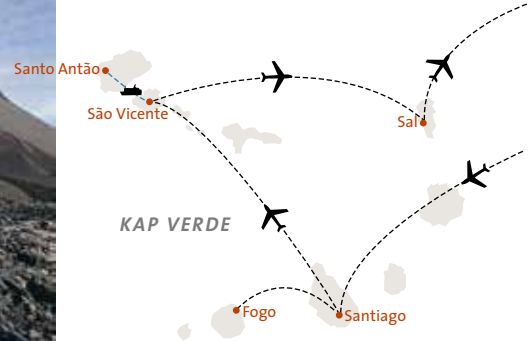 Santo Antão
São Vicente
Sal
KAP VERDE
Fogo
Santiago